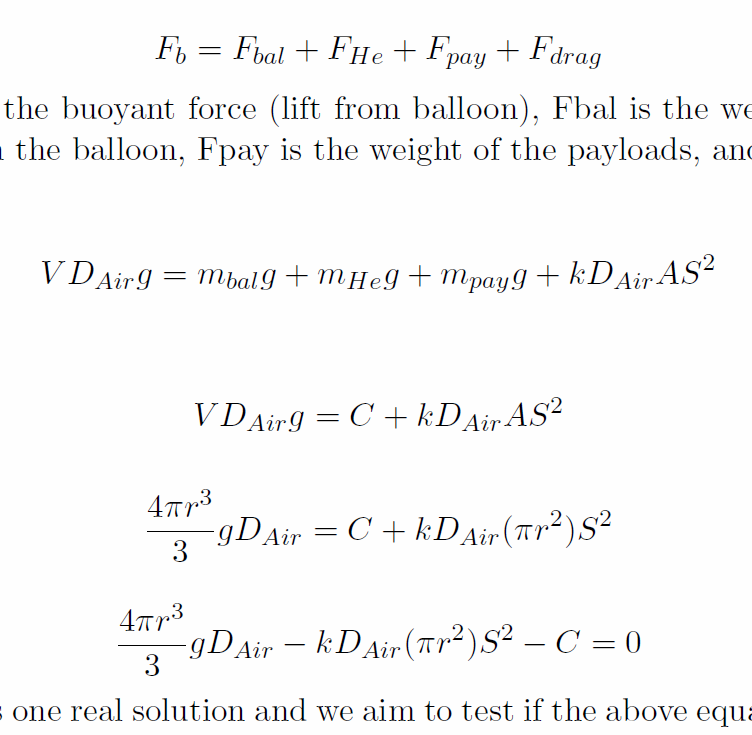 F_b = F_{bal} + F_{He} + F_{pay} + F_{drag}
the buoyant force (lift from balloon), Fbal is the
the balloon, Fpay is the weight of the payloads, and
VD_{Air}g = m_{bal}g + m_{He}g + m_{pay}g + kD_{Air}AS^2
VD_{Air}g = C + kD_{Air}AS^2
\frac{4\pi r^3}{3}gD_{Air} = C + kD_{Air}(\pi r^2)S^2
\frac{4\pi r^3}{3}gD_{Air} - kD_{Air}(\pi r^2)S^2 - C = 0
one real solution and we aim to test if the above